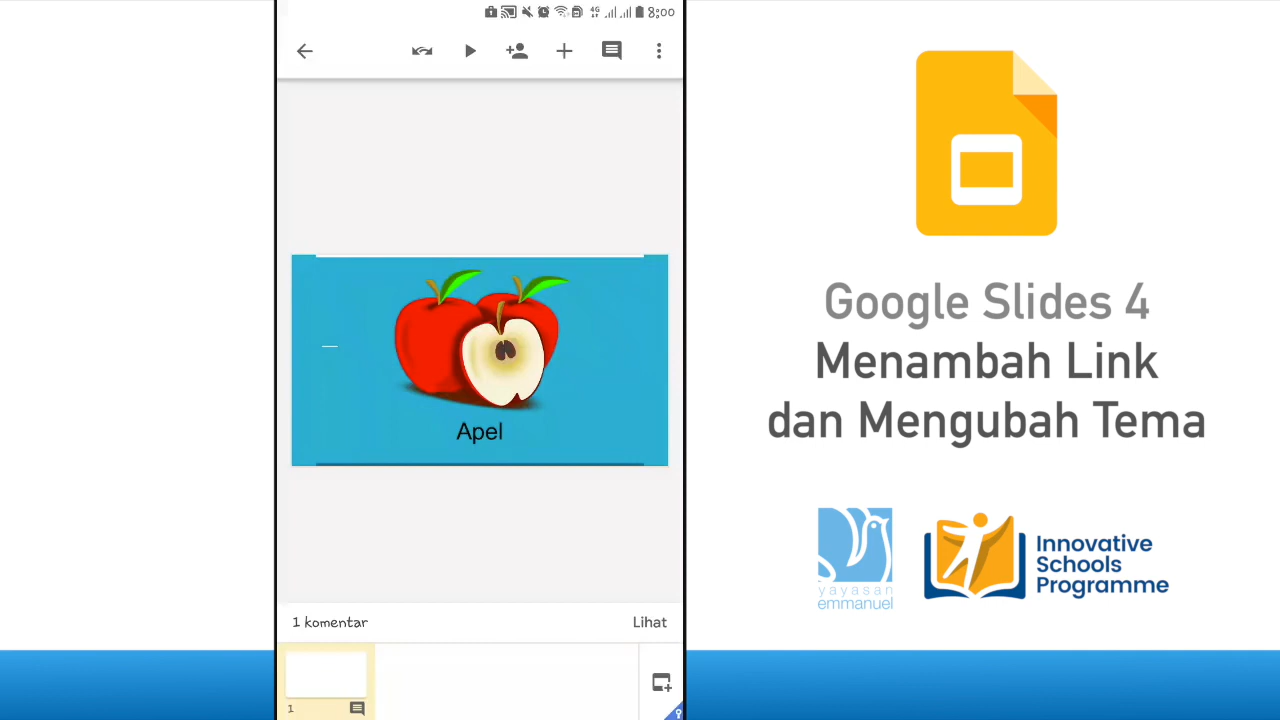 4G
8:00
Apel
1 komentar
Lihat
1
Google Slides 4
Menambah Link
dan Mengubah Tema
yayasan
emmanuel
Innovative
Schools
Programme